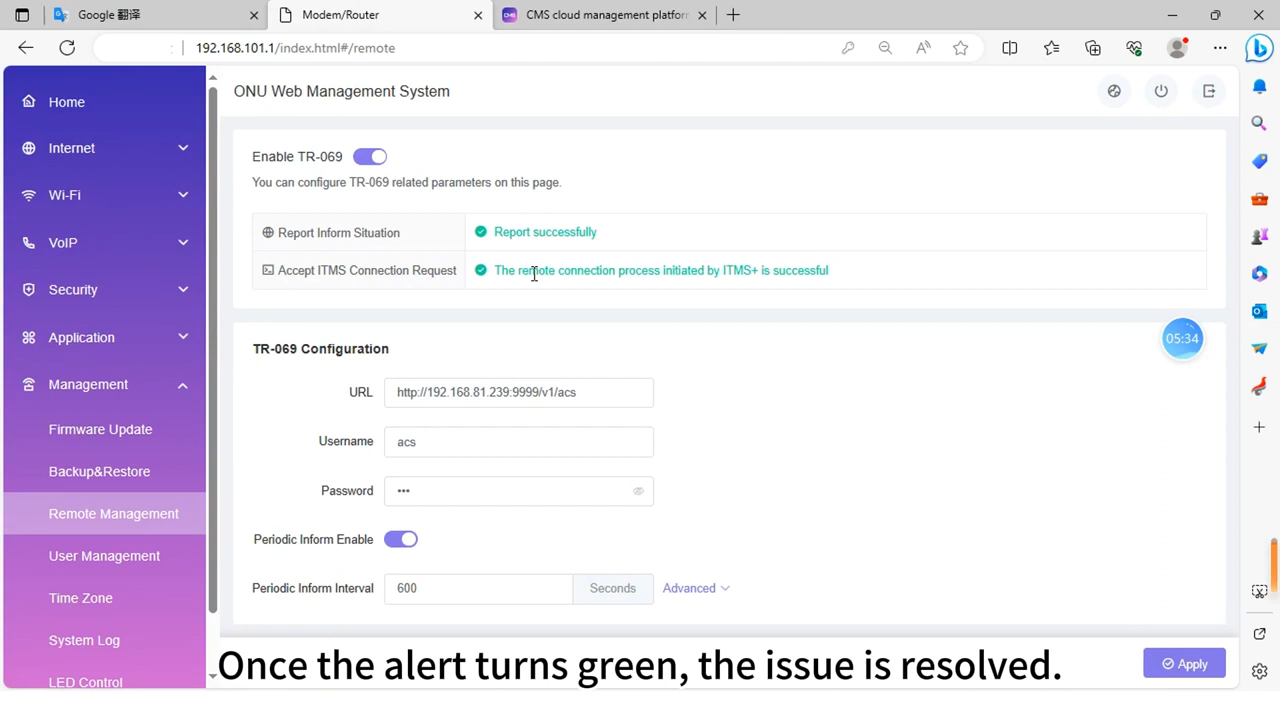 Google 翻译
Modem/Router
CMS cloud management platform
192.168.101.1/index.html#/remote
Home
Internet
Wi-Fi
VoIP
Security
Application
Management
Firmware Update
Backup&Restore
Remote Management
User Management
Time Zone
System Log
LED Control
ONU Web Management System
Enable TR-069
You can configure TR-069 related parameters on this page.
Report Inform Situation
Report successfully
Accept ITMS Connection Request
The remote connection process initiated by ITMS+ is successful
05:34
TR-069 Configuration
URL
http://192.168.81.239:9999/v1/acs
Username
acs
Password
•••
Periodic Inform Enable
Periodic Inform Interval
600
Seconds
Advanced
Once the alert turns green, the issue is resolved.
Apply